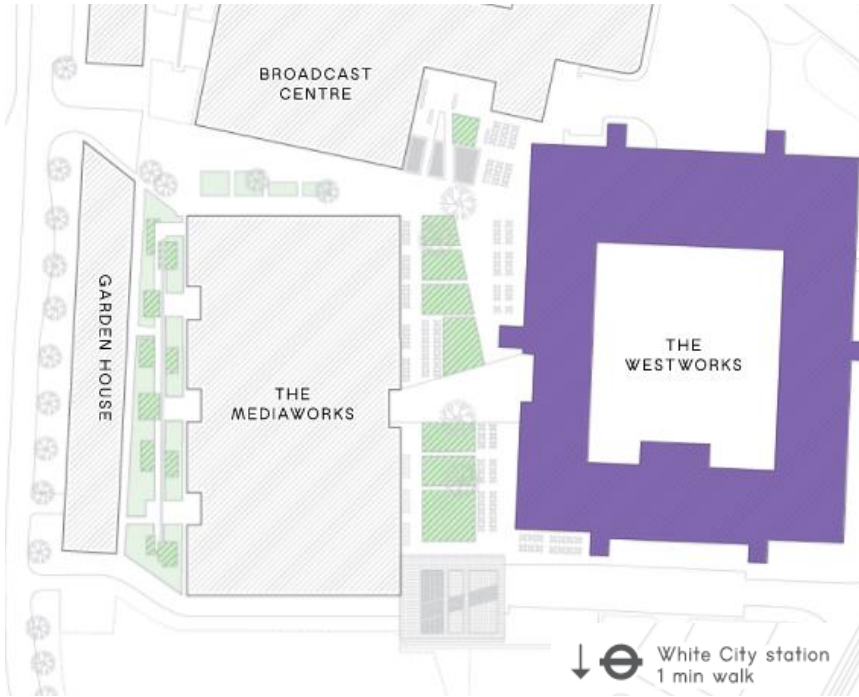 BROADCAST
CENTRE
GARDEN HOUSE
THE
MEDIAWORKS
THE
WESTWORKS
White City station
1 min walk